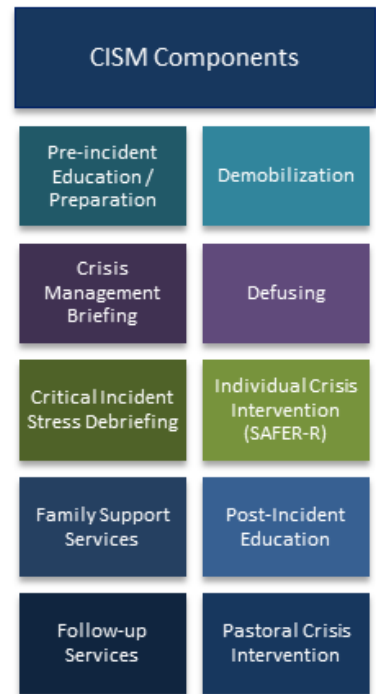 CISM Components
Pre-incident
Education /
Preparation
Demobilization
Crisis
Management
Briefing
Defusing
Critical Incident
Stress Debriefing
Individual Crisis
Intervention
(SAFER-R)
Family Support
Services
Post-Incident
Education
Follow-up
Services
Pastoral Crisis
Intervention